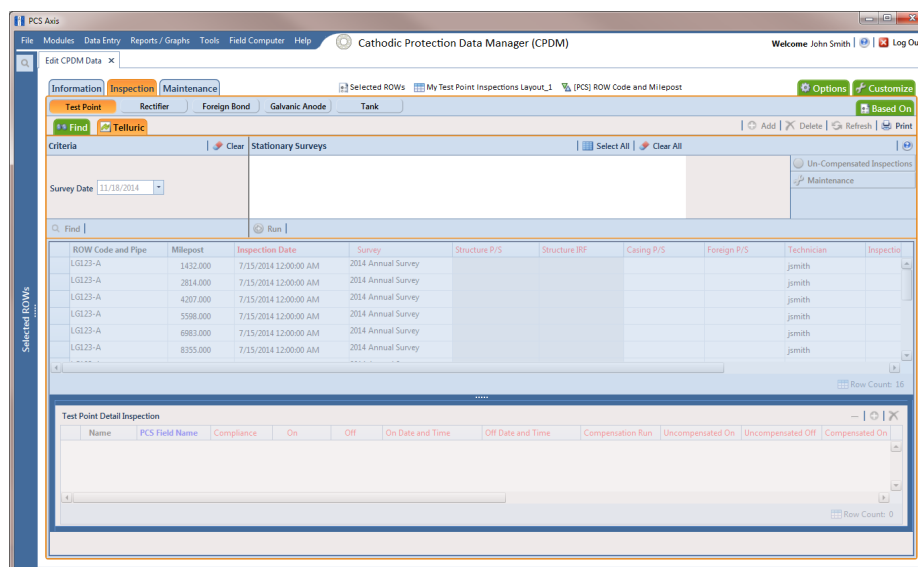 PCS Axis
File Modules Data Entry Reports / Graphs Tools Field Computer Help Cathodic Protection Data Manager (CPDM) Welcome John Smith Log Ou
Edit CPDM Data X
Information Inspection Maintenance Selected ROWs My Test Point Inspections Layout_1 [PCS] ROW Code and Milepost Options Customize
Test Point Rectifier Foreign Bond Galvanic Anode Tank Based On
Find Telluric Add Delete Refresh Print
Criteria Clear Stationary Surveys Select All Clear All
Un-Compensated Inspections
Maintenance
Survey Date 11/18/2014
Find Run
ROW Code and Pipe Milepost Inspection Date Survey Structure P/S Structure IRF Casing P/S Foreign P/S Technician Inspectio
LG123-A 1432.000 7/15/2014 12:00:00 AM 2014 Annual Survey jsmith
LG123-A 2814.000 7/15/2014 12:00:00 AM 2014 Annual Survey jsmith
LG123-A 4207.000 7/15/2014 12:00:00 AM 2014 Annual Survey jsmith
LG123-A 5598.000 7/15/2014 12:00:00 AM 2014 Annual Survey jsmith
LG123-A 6983.000 7/15/2014 12:00:00 AM 2014 Annual Survey jsmith
LG123-A 8355.000 7/15/2014 12:00:00 AM 2014 Annual Survey jsmith
Row Count: 16
Selected ROWs
Test Point Detail Inspection
Name PCS Field Name Compliance On Off On Date and Time Off Date and Time Compensation Run Uncompensated On Uncompensated Off Compensated On
Row Count: 0